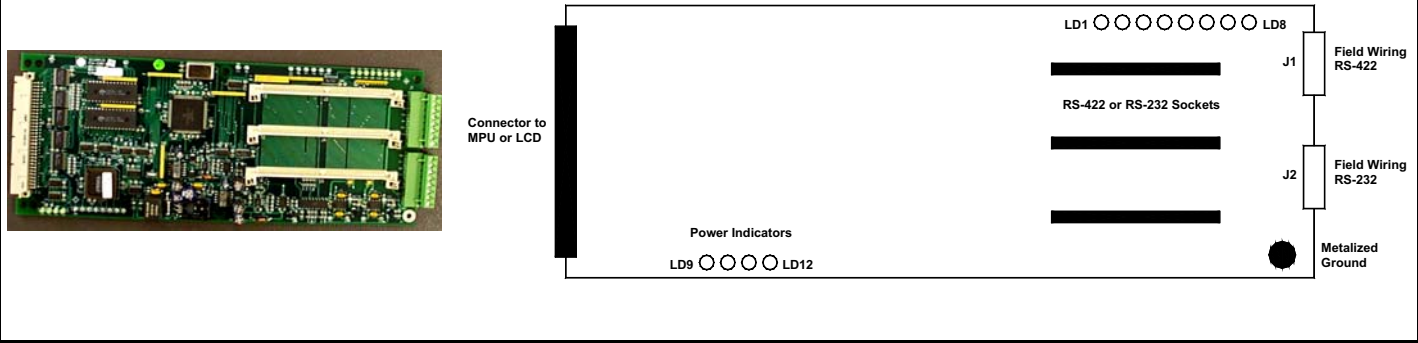 LD1 LD8
Field Wiring
RS-422
J1
RS-422 or RS-232 Sockets
Connector to
MPU or LCD
Field Wiring
RS-232
J2
Power Indicators
LD9 LD12
Metalized
Ground